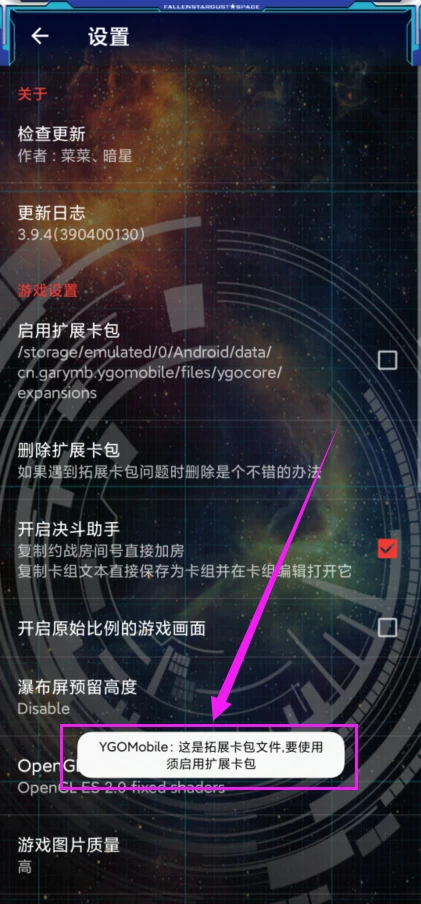 FALLENSTARDUST★SPACE
设置
关于
检查更新
作者：菜菜、暗星
更新日志
3.9.4(390400130)
游戏设置
启用扩展卡包
/storage/emulated/0/Android/data/
cn.garymb.ygomobile/files/ygocore/
expansions
删除扩展卡包
如果遇到拓展卡包问题时删除是个不错的办法
开启决斗助手
复制约战房间号直接加房
复制卡组文本直接保存为卡组并在卡组编辑打开它
开启原始比例的游戏画面
瀑布屏预留高度
Disable
YGOMobile：这是拓展卡包文件,要使用
须启用扩展卡包
OpenGL
OpenGL ES 2.0 fixed shaders
游戏图片质量
高